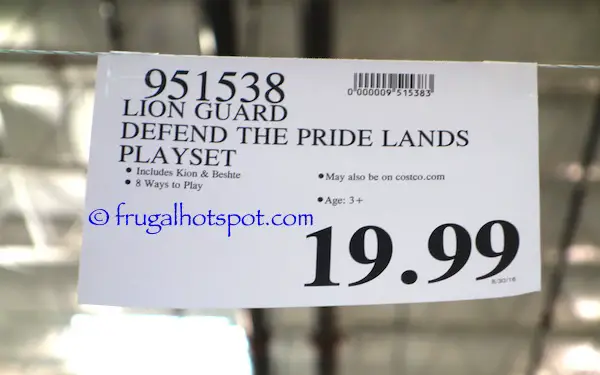 951538
0"000009"515383"
LION GUARD
DEFEND THE PRIDE LANDS
PLAYSET
• Includes Kion & Beshte
• 8 Ways to Play
• May also be on costco.com
• Age: 3+
© frugalhotspot.com
19.99